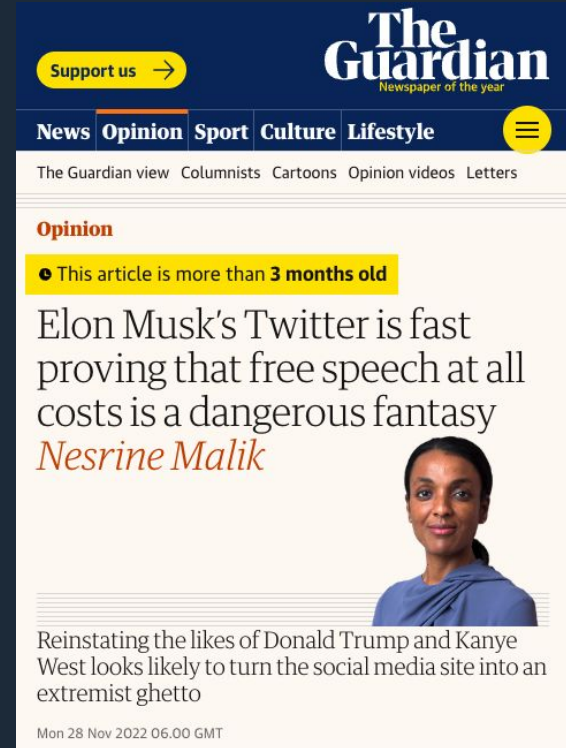 Support us →
The
Guardian
Newspaper of the year
News Opinion Sport Culture Lifestyle
The Guardian view Columnists Cartoons Opinion videos Letters
Opinion
This article is more than 3 months old
Elon Musk's Twitter is fast
proving that free speech at all
costs is a dangerous fantasy
Nesrine Malik
Reinstating the likes of Donald Trump and Kanye
West looks likely to turn the social media site into an
extremist ghetto
Mon 28 Nov 2022 06.00 GMT